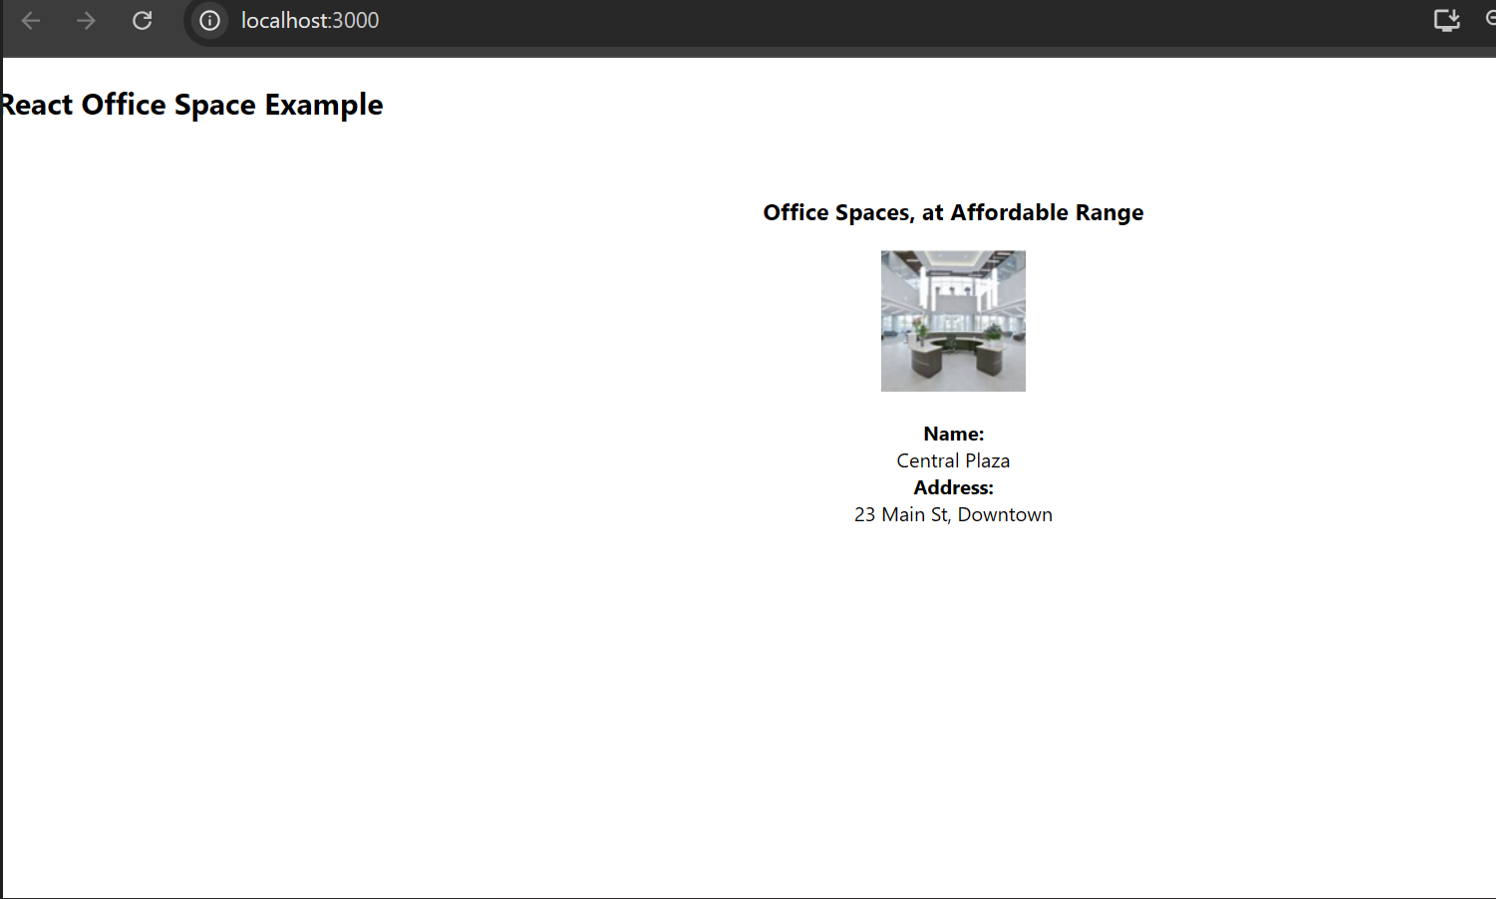 localhost:3000
React Office Space Example
Office Spaces, at Affordable Range
Name:
Central Plaza
Address:
23 Main St, Downtown